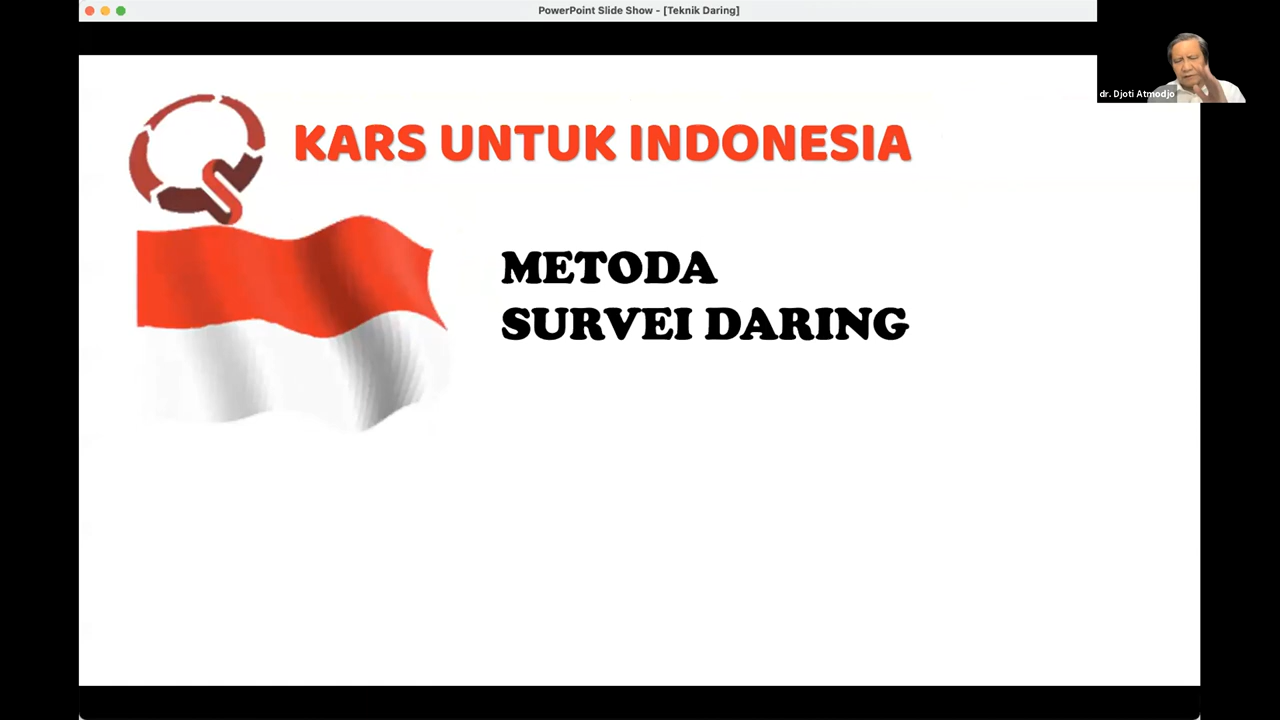 PowerPoint Slide Show - [Teknik Daring]
dr. Djoti Atmodjo
KARS UNTUK INDONESIA
METODA
SURVEI DARING